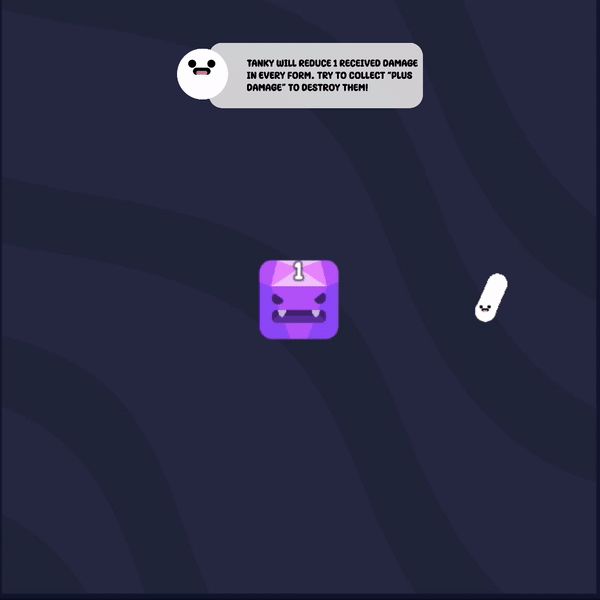 TANKY WILL REDUCE 1 RECEIVED DAMAGE
IN EVERY FORM. TRY TO COLLECT "PLUS
DAMAGE" TO DESTROY THEM!
1